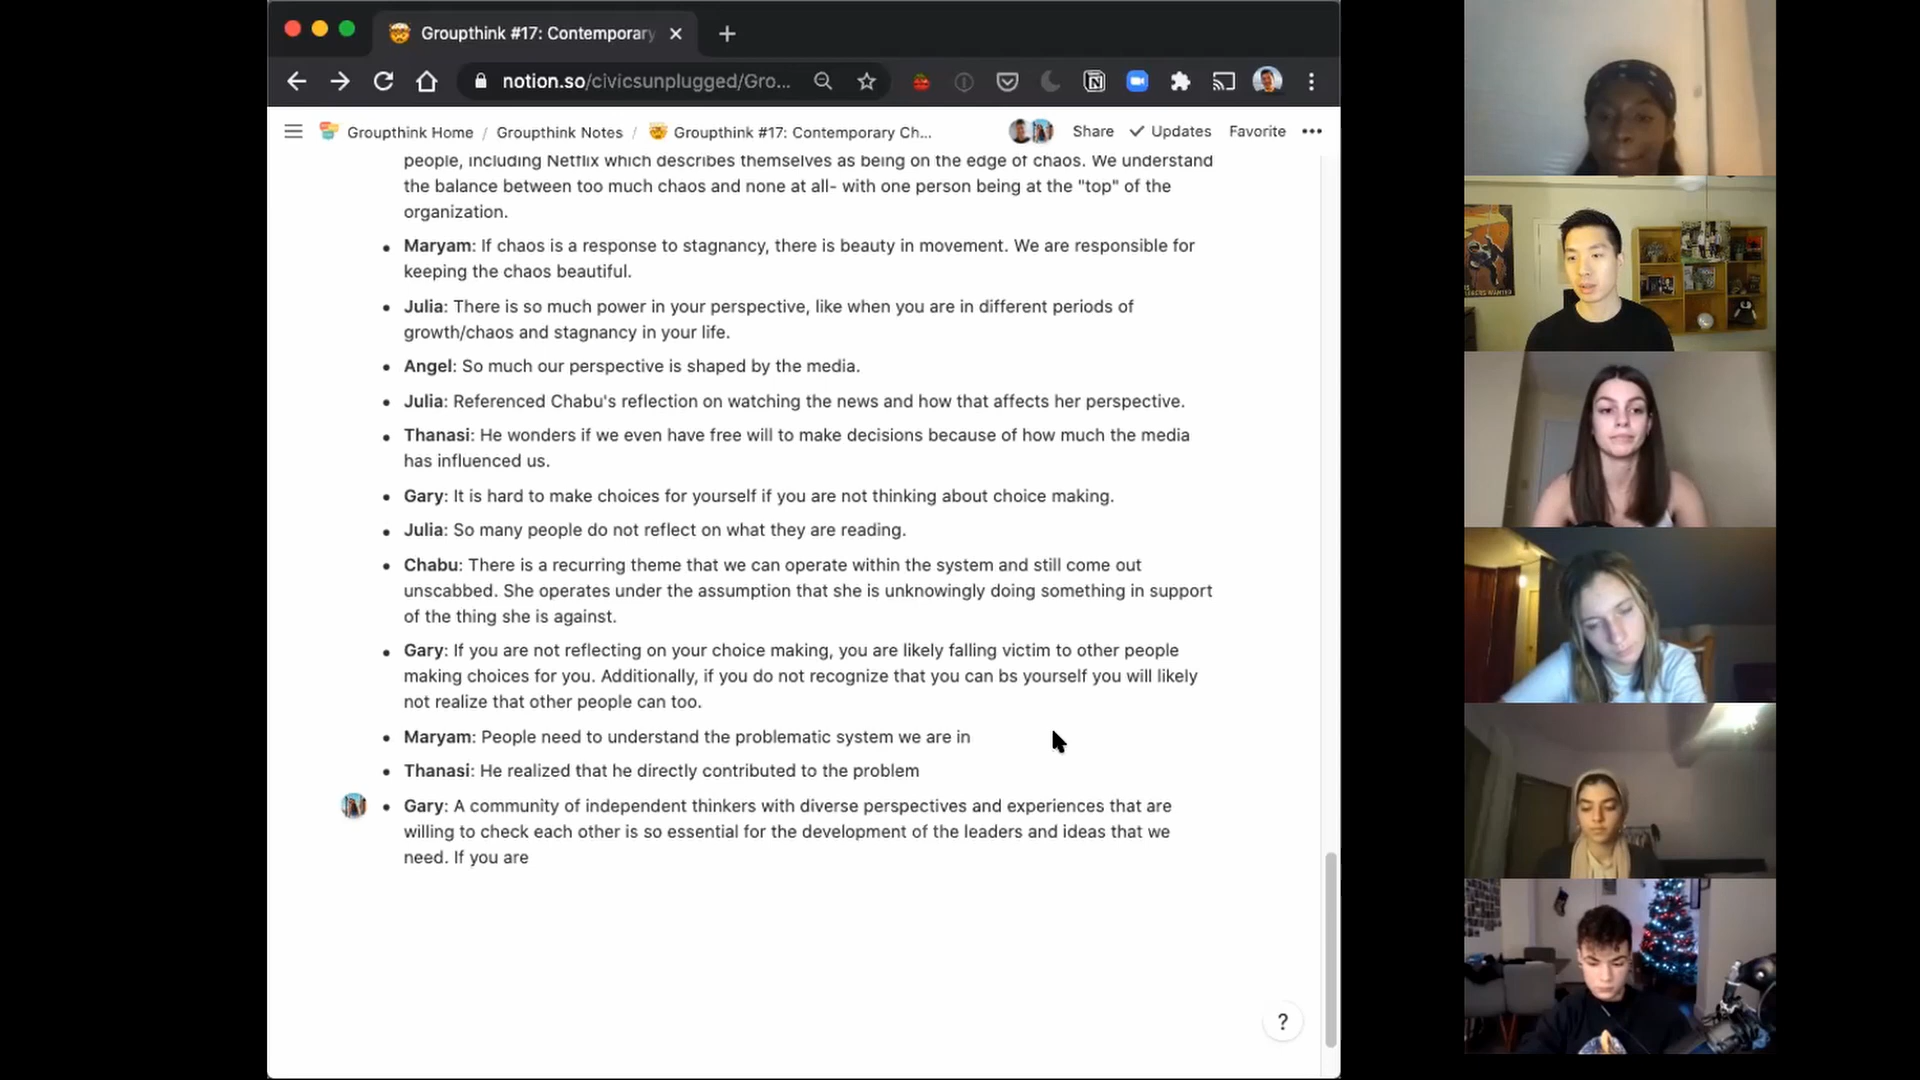 Groupthink #17: Contemporary
notion.so/civicsunplugged/Gro...
Groupthink Home / Groupthink Notes / Groupthink #17: Contemporary Ch...
Share Updates Favorite
people, including Netflix which describes themselves as being on the edge of chaos. We understand
the balance between too much chaos and none at all- with one person being at the "top" of the
organization.
• Maryam: If chaos is a response to stagnancy, there is beauty in movement. We are responsible for
keeping the chaos beautiful.
• Julia: There is so much power in your perspective, like when you are in different periods of
growth/chaos and stagnancy in your life.
• Angel: So much our perspective is shaped by the media.
• Julia: Referenced Chabu's reflection on watching the news and how that affects her perspective.
• Thanasi: He wonders if we even have free will to make decisions because of how much the media
has influenced us.
• Gary: It is hard to make choices for yourself if you are not thinking about choice making.
• Julia: So many people do not reflect on what they are reading.
• Chabu: There is a recurring theme that we can operate within the system and still come out
unscabbed. She operates under the assumption that she is unknowingly doing something in support
of the thing she is against.
• Gary: If you are not reflecting on your choice making, you are likely falling victim to other people
making choices for you. Additionally, if you do not recognize that you can bs yourself you will likely
not realize that other people can too.
• Maryam: People need to understand the problematic system we are in
• Thanasi: He realized that he directly contributed to the problem
• Gary: A community of independent thinkers with diverse perspectives and experiences that are
willing to check each other is so essential for the development of the leaders and ideas that we
need. If you are
?